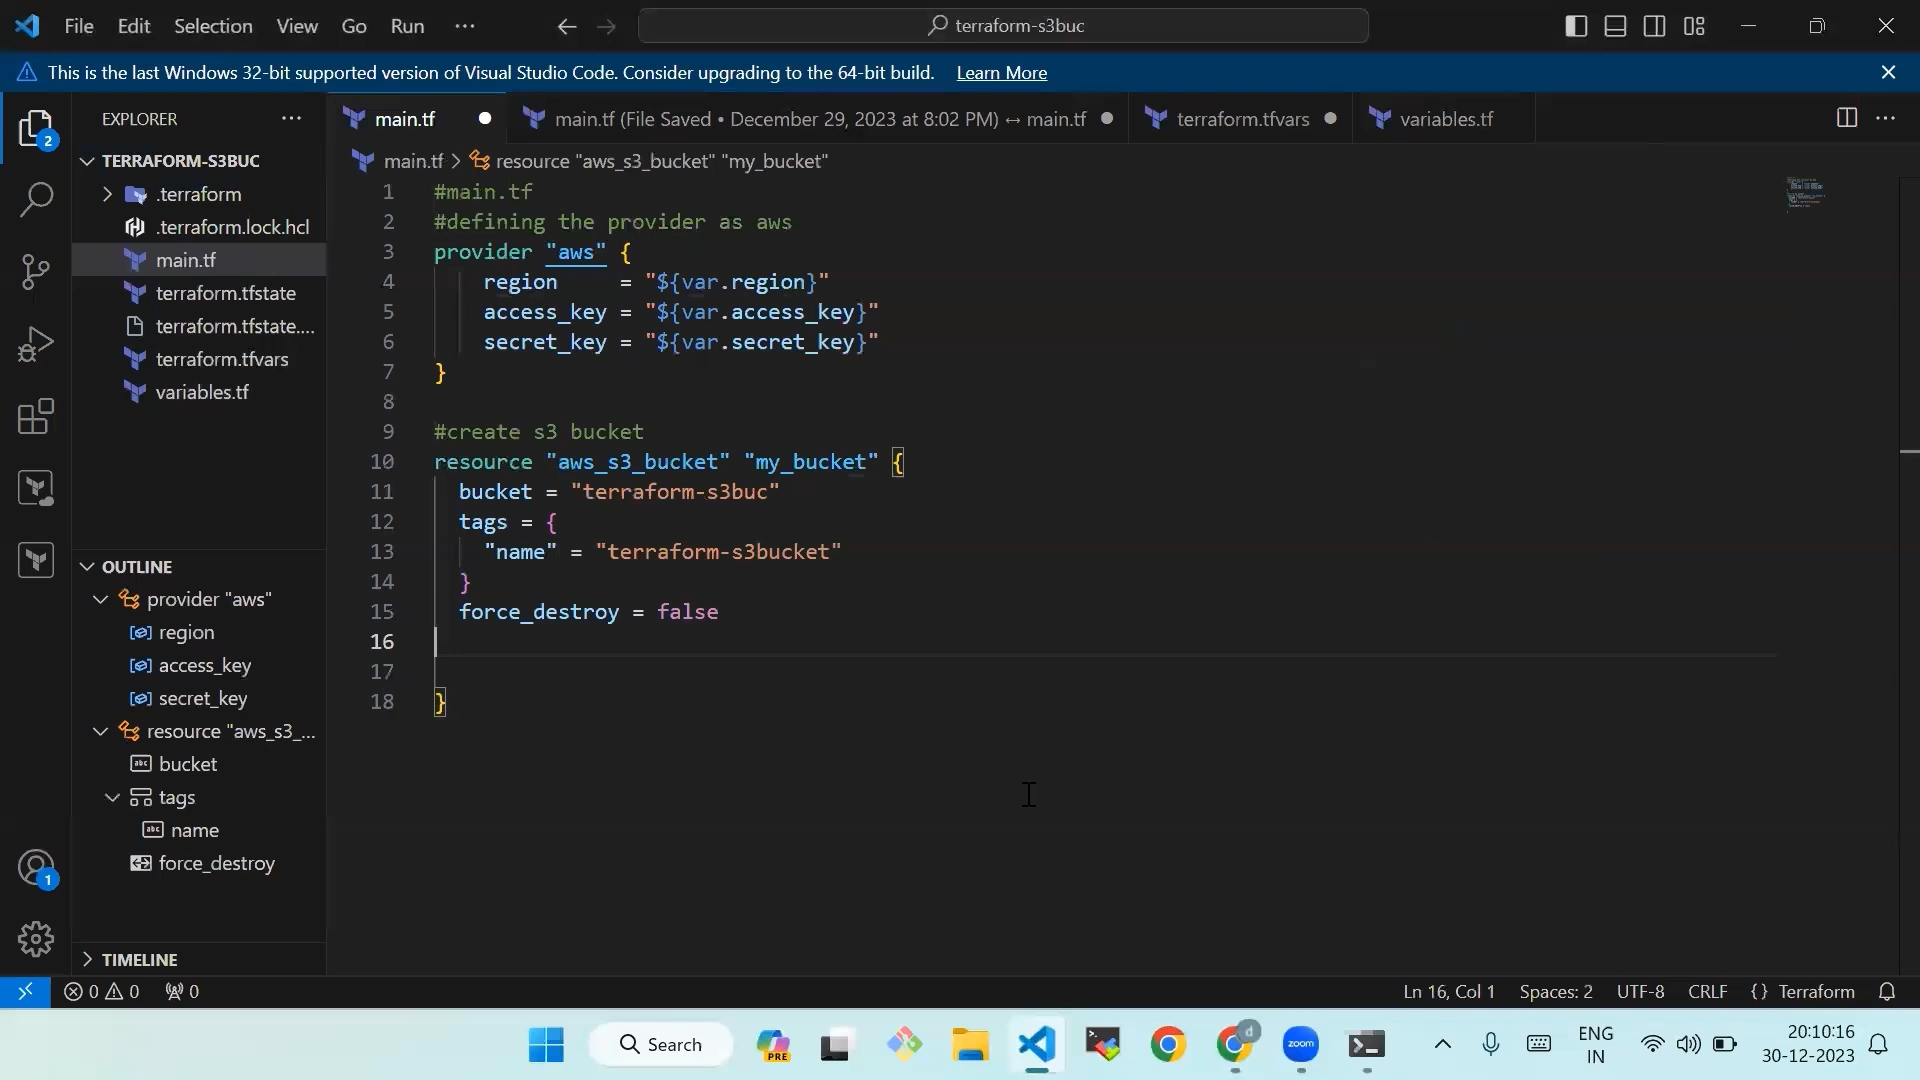 File Edit Selection View Go Run ··· terraform-s3buc
This is the last Windows 32-bit supported version of Visual Studio Code. Consider upgrading to the 64-bit build. Learn More
EXPLORER ···
2
TERRAFORM-S3BUC
.terraform
.terraform.lock.hcl
main.tf
terraform.tfstate
terraform.tfstate....
terraform.tfvars
variables.tf
OUTLINE
provider "aws"
region
access_key
secret_key
resource "aws_s3_...
bucket
tags
name
force_destroy
TIMELINE
1
main.tf main.tf (File Saved • December 29, 2023 at 8:02 PM) ↔ main.tf terraform.tfvars variables.tf
main.tf > resource "aws_s3_bucket" "my_bucket"
1 #main.tf
2 #defining the provider as aws
3 provider "aws" {
4 region = "${var.region}"
5 access_key = "${var.access_key}"
6 secret_key = "${var.secret_key}"
7 }
8
9 #create s3 bucket
10 resource "aws_s3_bucket" "my_bucket" {
11 bucket = "terraform-s3buc"
12 tags = {
13 "name" = "terraform-s3bucket"
14 }
15 force_destroy = false
16
17
18 }
0 0 0 Ln 16, Col 1 Spaces: 2 UTF-8 CRLF {} Terraform
Search PRE d zoom ENG
IN
20:10:16
30-12-2023